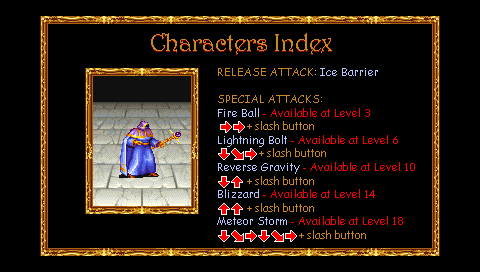 Characters Index
RELEASE ATTACK: Ice Barrier
SPECIAL ATTACKS:
Fire Ball - Available at Level 3
+ slash button
Lightning Bolt - Available at Level 6
+ slash button
Reverse Gravity - Available at Level 10
+ slash button
Blizzard - Available at Level 14
+ slash button
Meteor Storm - Available at Level 18
+ slash button